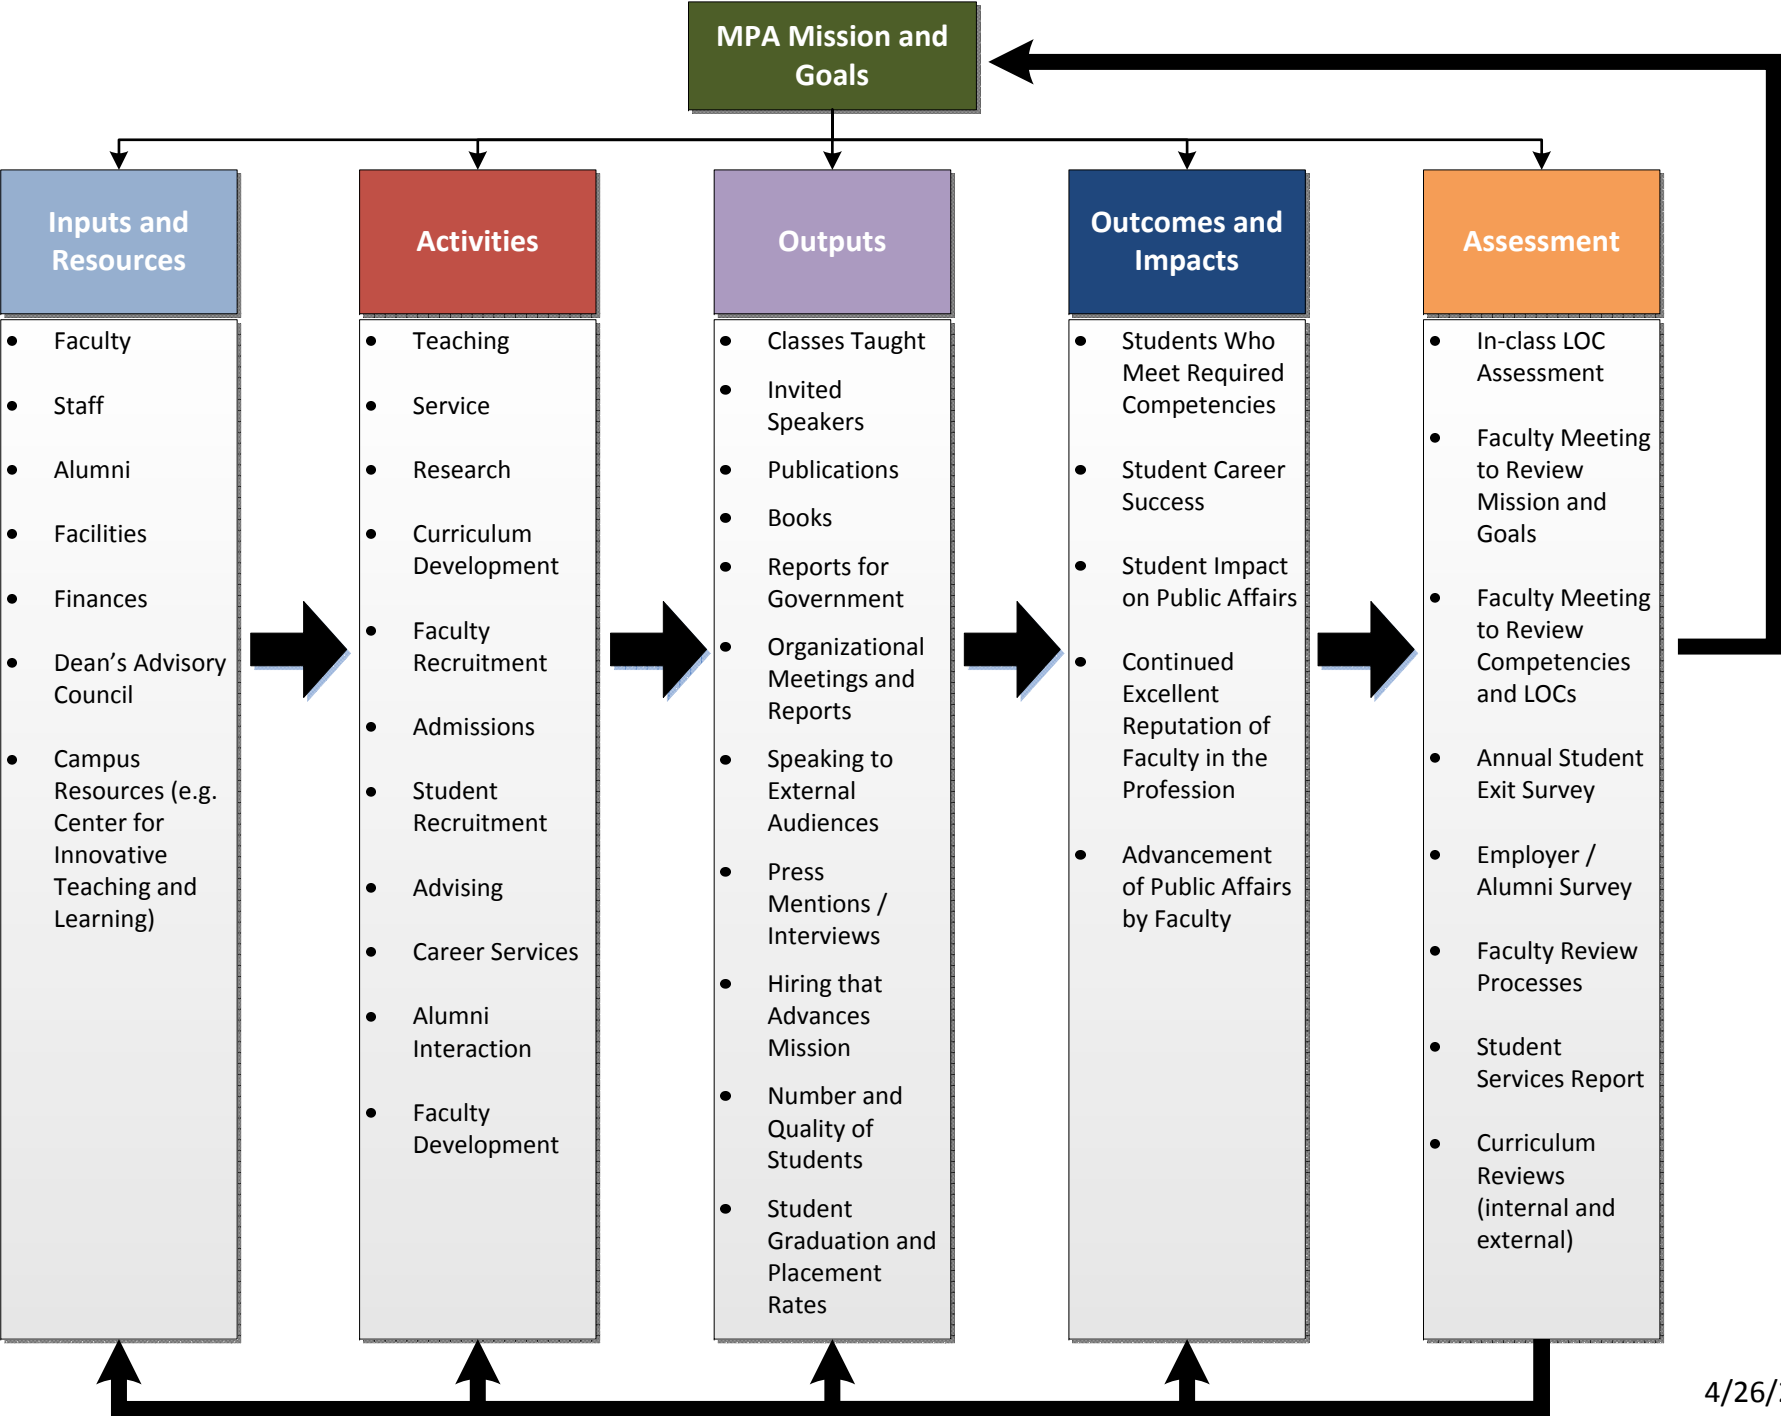 MPA Mission and
Goals
Inputs and
Resources
• Faculty
• Staff
• Alumni
• Facilities
• Finances
• Dean’s Advisory
Council
• Campus
Resources (e.g.
Center for
Innovative
Teaching and
Learning)
Activities
• Teaching
• Service
• Research
• Curriculum
Development
• Faculty
Recruitment
• Admissions
• Student
Recruitment
• Advising
• Career Services
• Alumni
Interaction
• Faculty
Development
Outputs
• Classes Taught
• Invited
Speakers
• Publications
• Books
• Reports for
Government
• Organizational
Meetings and
Reports
• Speaking to
External
Audiences
• Press
Mentions /
Interviews
• Hiring that
Advances
Mission
• Number and
Quality of
Students
• Student
Graduation and
Placement
Rates
Outcomes and
Impacts
• Students Who
Meet Required
Competencies
• Student Career
Success
• Student Impact
on Public Affairs
• Continued
Excellent
Reputation of
Faculty in the
Profession
• Advancement
of Public Affairs
by Faculty
Assessment
• In-class LOC
Assessment
• Faculty Meeting
to Review
Mission and
Goals
• Faculty Meeting
to Review
Competencies
and LOCs
• Annual Student
Exit Survey
• Employer /
Alumni Survey
• Faculty Review
Processes
• Student
Services Report
• Curriculum
Reviews
(internal and
external)
4/26/